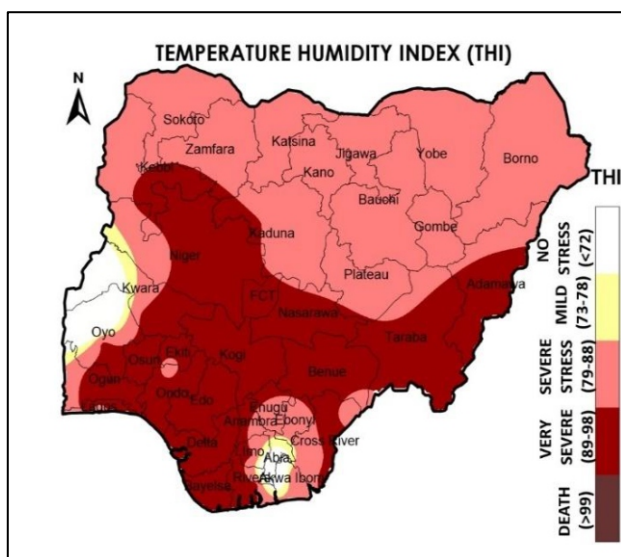 TEMPERATURE HUMIDITY INDEX (THI)
N
Sokoto
Zamfara
Katsina
Jigawa
Yobe
Borno
Kebbi
Kano
Bauchi
Gombe
Kaduna
Niger
Plateau
Adamawa
Kwara
FCT
Nasarawa
Taraba
Oyo
Osun
Ekiti
Kogi
Benue
Ogun
Ondo
Edo
Enugu
Anambra
Ebonyi
Cross River
Delta
Imo
Abia
Bayelsa
Rivers
Akwa Ibom
THI
NO
STRESS
(<72)
MILD
(73-78)
SEVERE
STRESS
(79-88)
VERY
SEVERE
(89-98)
DEATH
(>99)